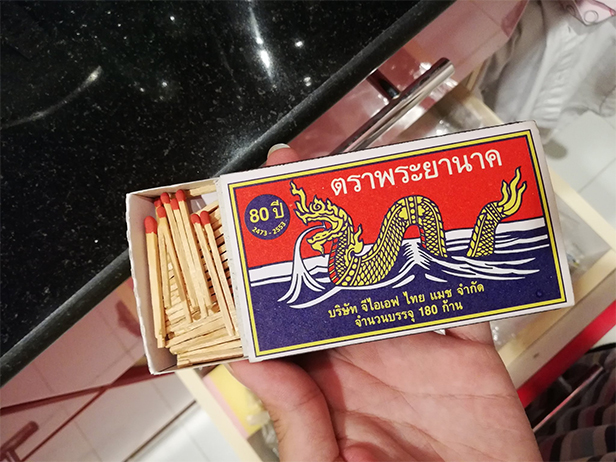 ตราพระยานาค
80 ปี
2473 - 2553
บริษัท จีไอเอฟ ไทย แมช จำกัด
จำนวนบรรจุ 180 ก้าน